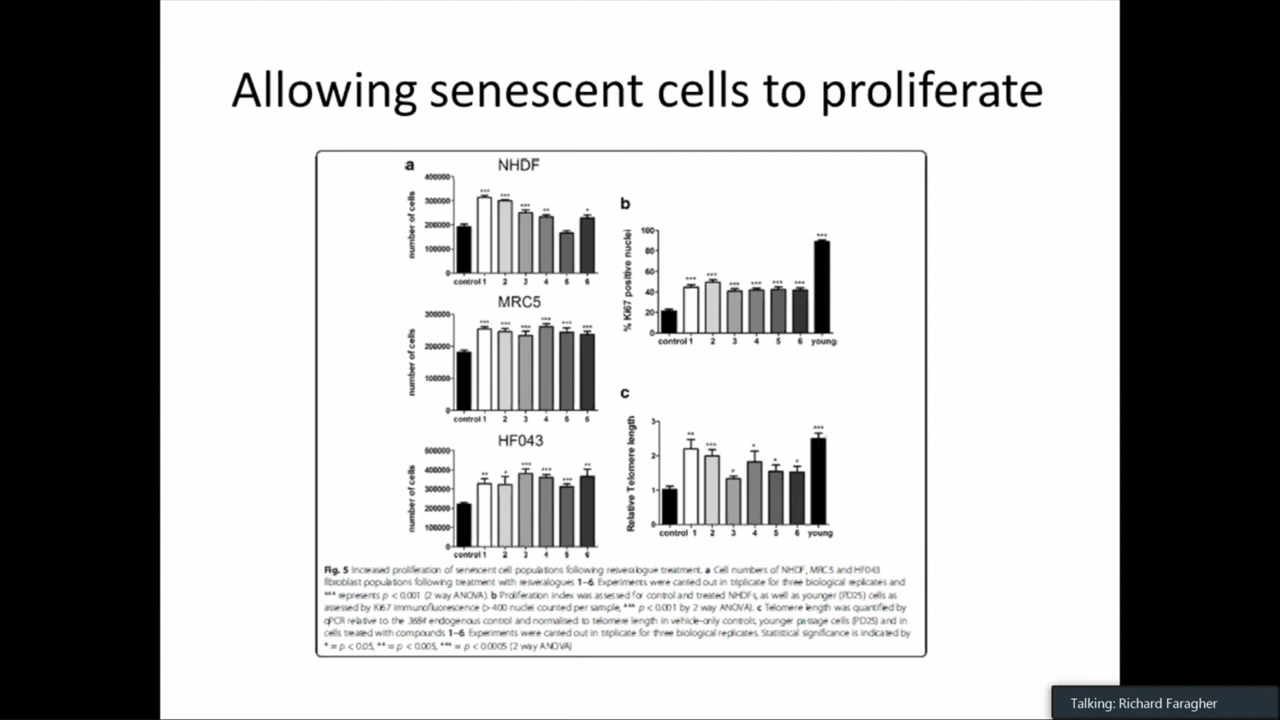 Allowing senescent cells to proliferate
a
NHDF
number of cells
400000
300000
200000
100000
0
*** *** *** ** *
control 1 2 3 4 5 6
MRC5
number of cells
300000
200000
100000
0
*** *** *** *** *** ***
control 1 2 3 4 5 6
HF043
number of cells
500000
400000
300000
200000
100000
0
** * *** *** *** **
control 1 2 3 4 5 6
b
% Ki67 positive nuclei
100
80
60
40
20
0
*** *** *** *** *** *** ***
control 1 2 3 4 5 6 young
c
Relative Telomere length
3
2
1
0
** *** * * * * ***
control 1 2 3 4 5 6 young
Fig. 5 Increased proliferation of senescent cell populations following resveralogue treatment. a Cell numbers of NHDF, MRC5 and HF043
fibroblast populations following treatment with resveralogues 1–6. Experiments were carried out in triplicate for three biological replicates and
*** represents p < 0.001 (2 way ANOVA). b Proliferation index was assessed for control and treated NHDFs, as well as younger (PD25) cells as
assessed by Ki67 immunofluorescence (>400 nuclei counted per sample, *** p < 0.001 by 2 way ANOVA). c Telomere length was quantified by
qPCR relative to the 36B4 endogenous control and normalised to telomere length in vehicle-only controls, younger passage cells (PD25) and in
cells treated with compounds 1–6. Experiments were carried out in triplicate for three biological replicates. Statistical significance is indicated by
* = p < 0.05, ** = p < 0.005, *** = p < 0.0005 (2 way ANOVA)
Talking: Richard Faragher